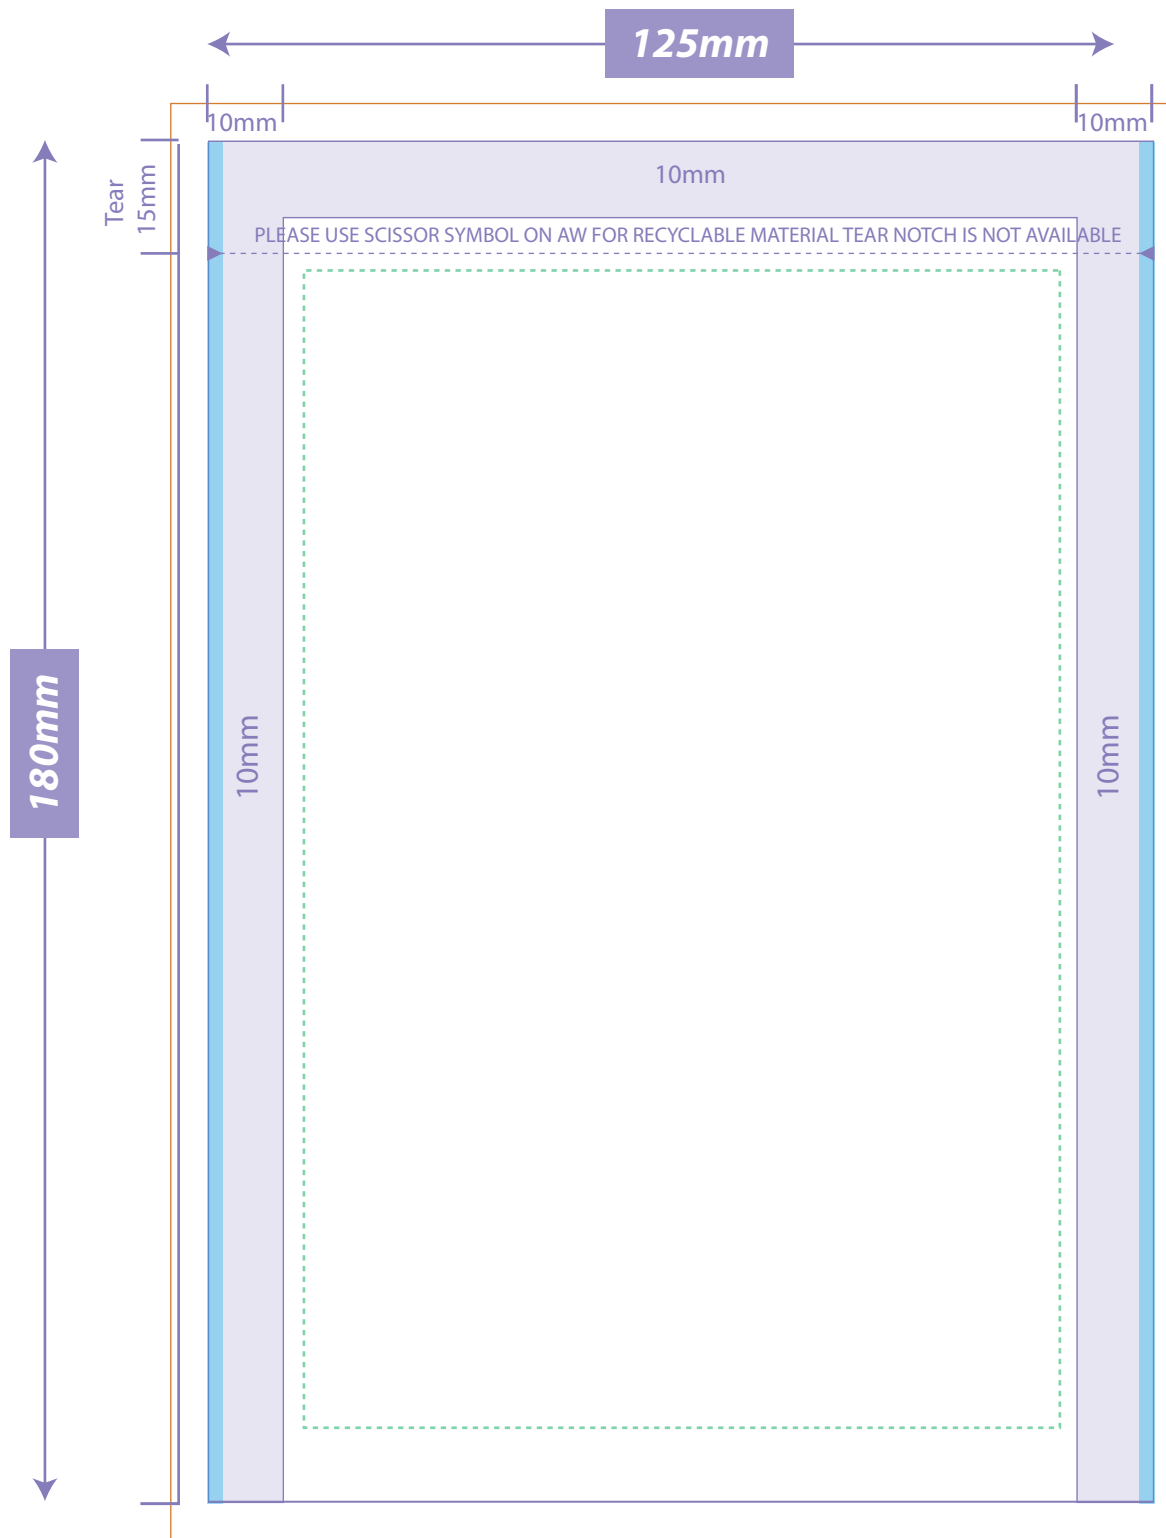 125mm
10mm
10mm
Tear
15mm
10mm
PLEASE USE SCISSOR SYMBOL ON AW FOR RECYCLABLE MATERIAL TEAR NOTCH IS NOT AVAILABLE
180mm
10mm
10mm